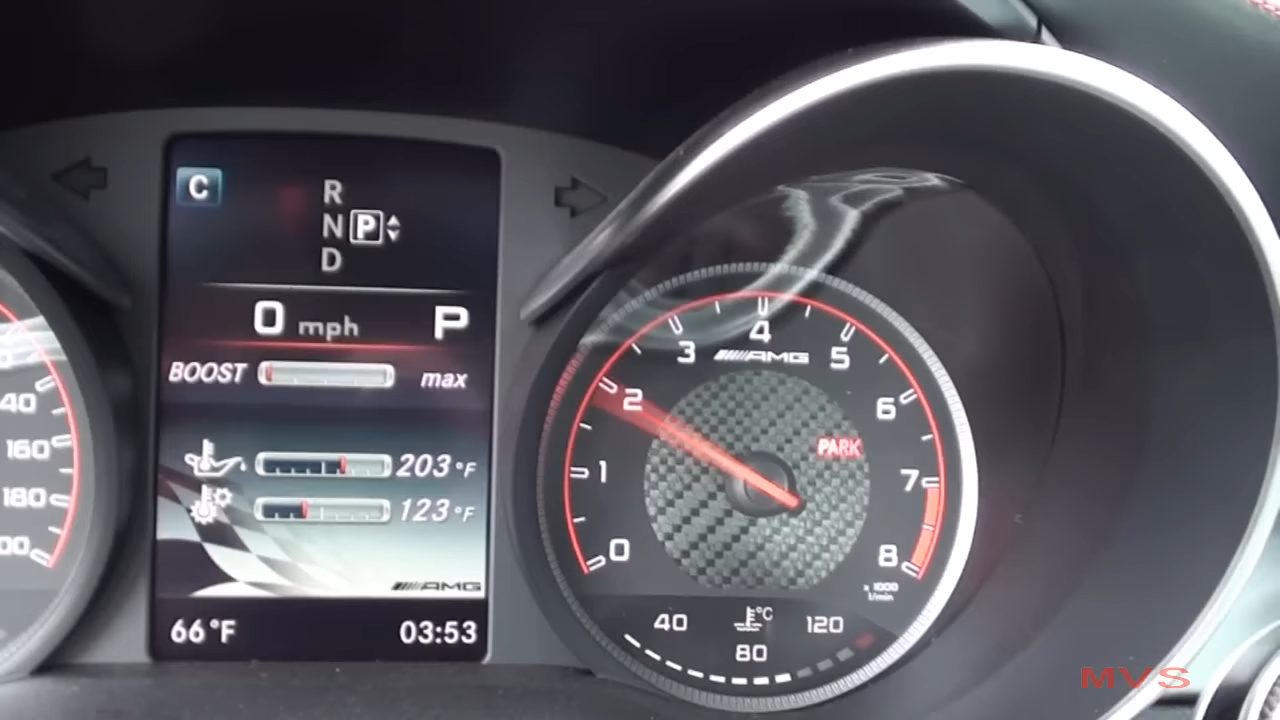 C
R
N P
D
0 mph P
BOOST max
203°F
123°F
AMG
66°F 03:53
40
160
180
0 1 2 3 4 5 6 7 8
AMG
PARK
x 1000
1/min
40 °C 120
80
MVS